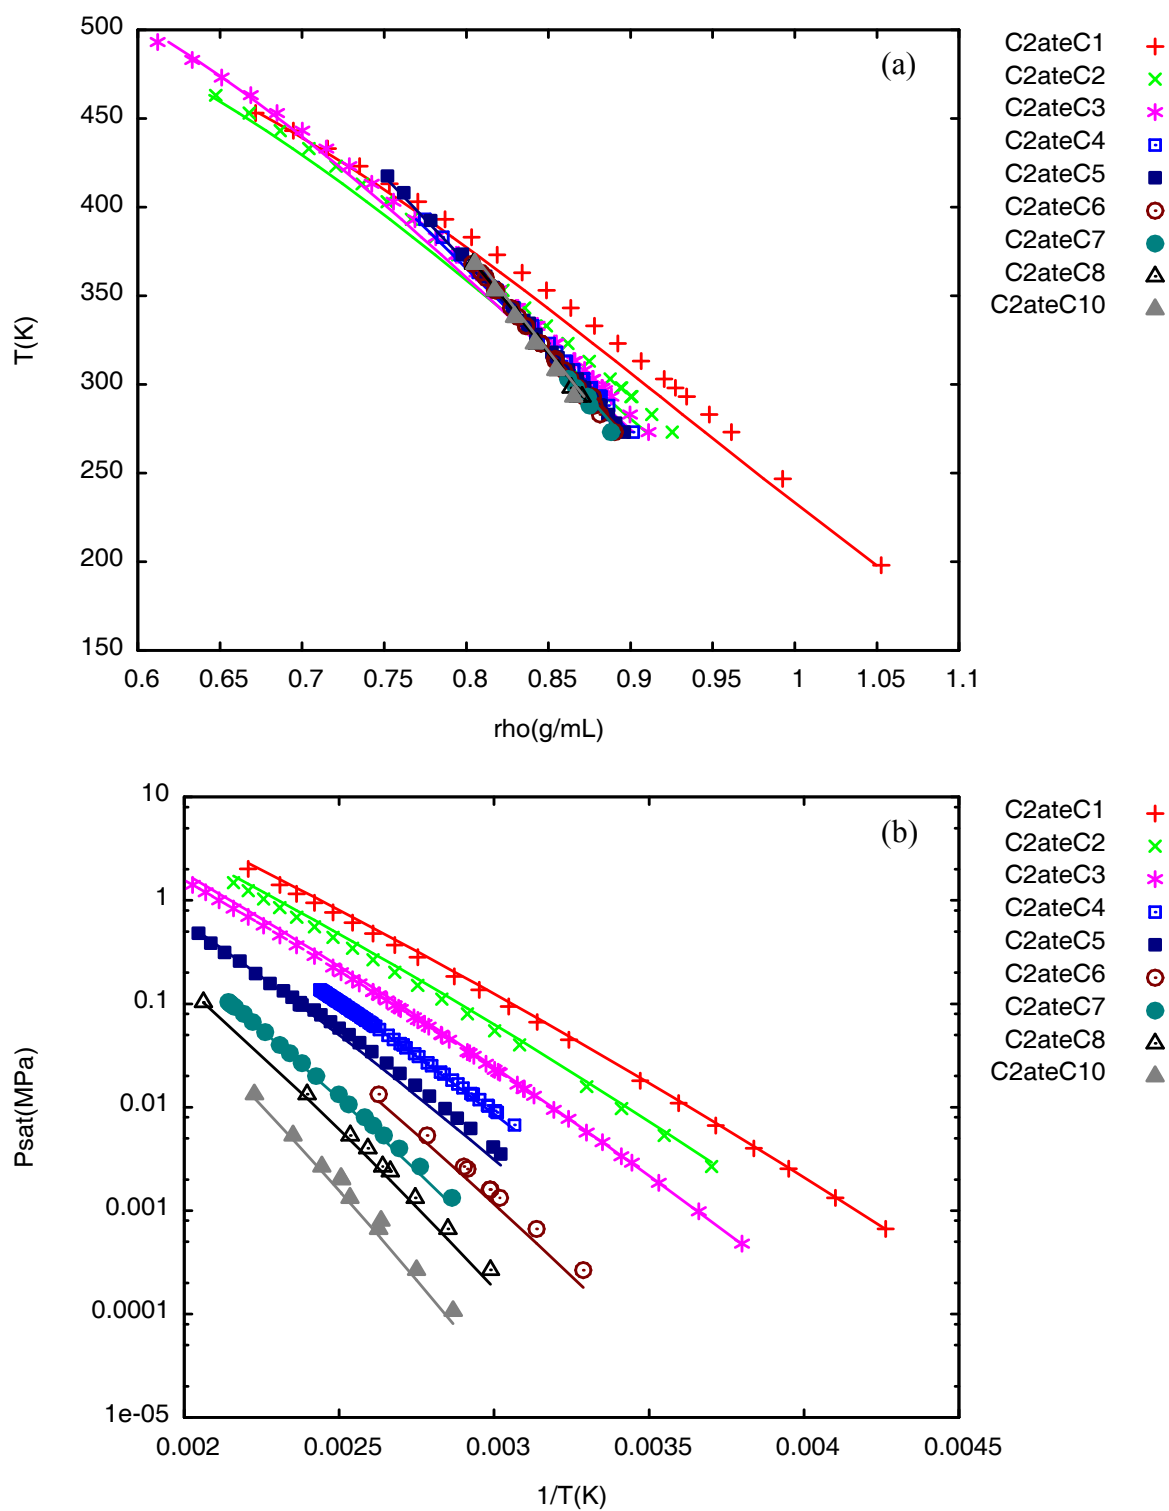 500
450
400
350
300
250
200
150
T(K)
0.6 0.65 0.7 0.75 0.8 0.85 0.9 0.95 1 1.05 1.1
rho(g/mL)
(a)
C2ateC1
C2ateC2
C2ateC3
C2ateC4
C2ateC5
C2ateC6
C2ateC7
C2ateC8
C2ateC10
10
1
0.1
0.01
0.001
0.0001
1e-05
Psat(MPa)
0.002 0.0025 0.003 0.0035 0.004 0.0045
1/T(K)
(b)
C2ateC1
C2ateC2
C2ateC3
C2ateC4
C2ateC5
C2ateC6
C2ateC7
C2ateC8
C2ateC10